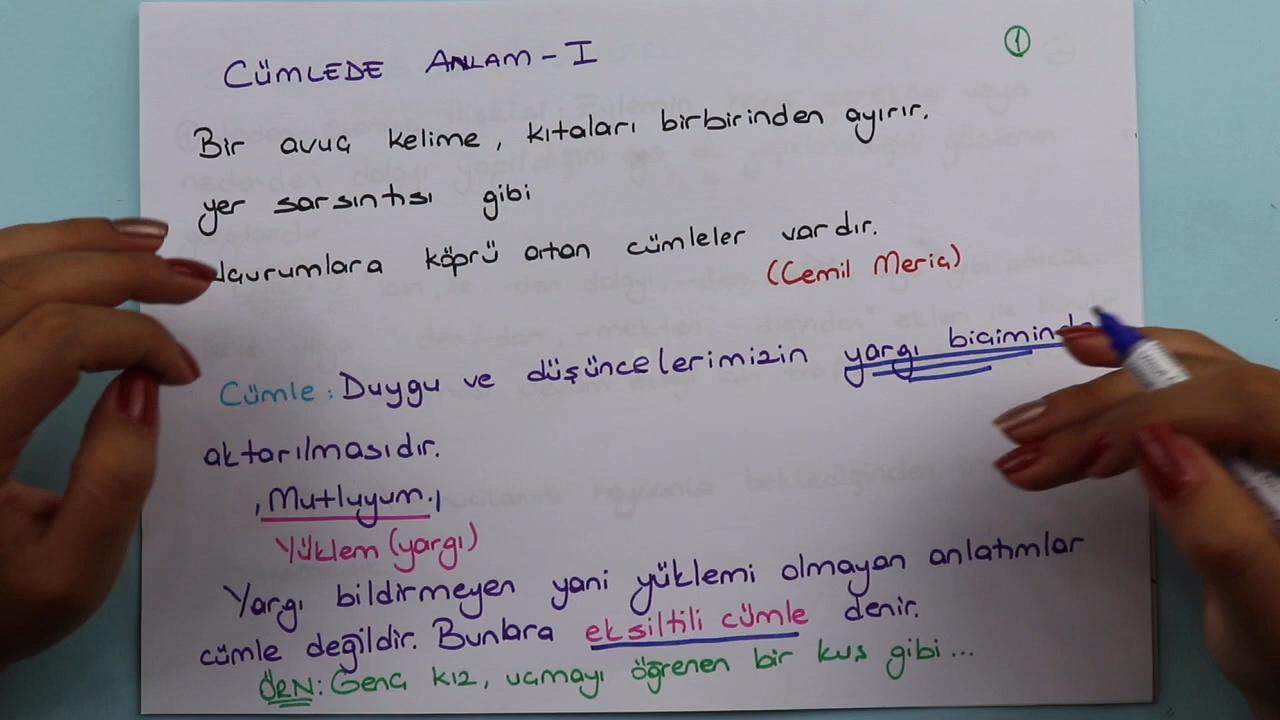 CÜMLEDE ANLAM - I
①
Bir avuç kelime, kıtaları birbirinden ayırır.
yer sarsıntısı gibi
köprü atan cümleler vardır.
(Cemil Meriç)
Cümle: Duygu ve düşüncelerimizin yargı
aktarılmasıdır.
Mutluyum.
Yüklem (yargı)
Yargı bildirmeyen yani yüklemi olmayan anlatımlar
cümle değildir. Bunlara eksiltili cümle denir.
ÖRN: Genç kız, uçmayı öğrenen bir kuş gibi...